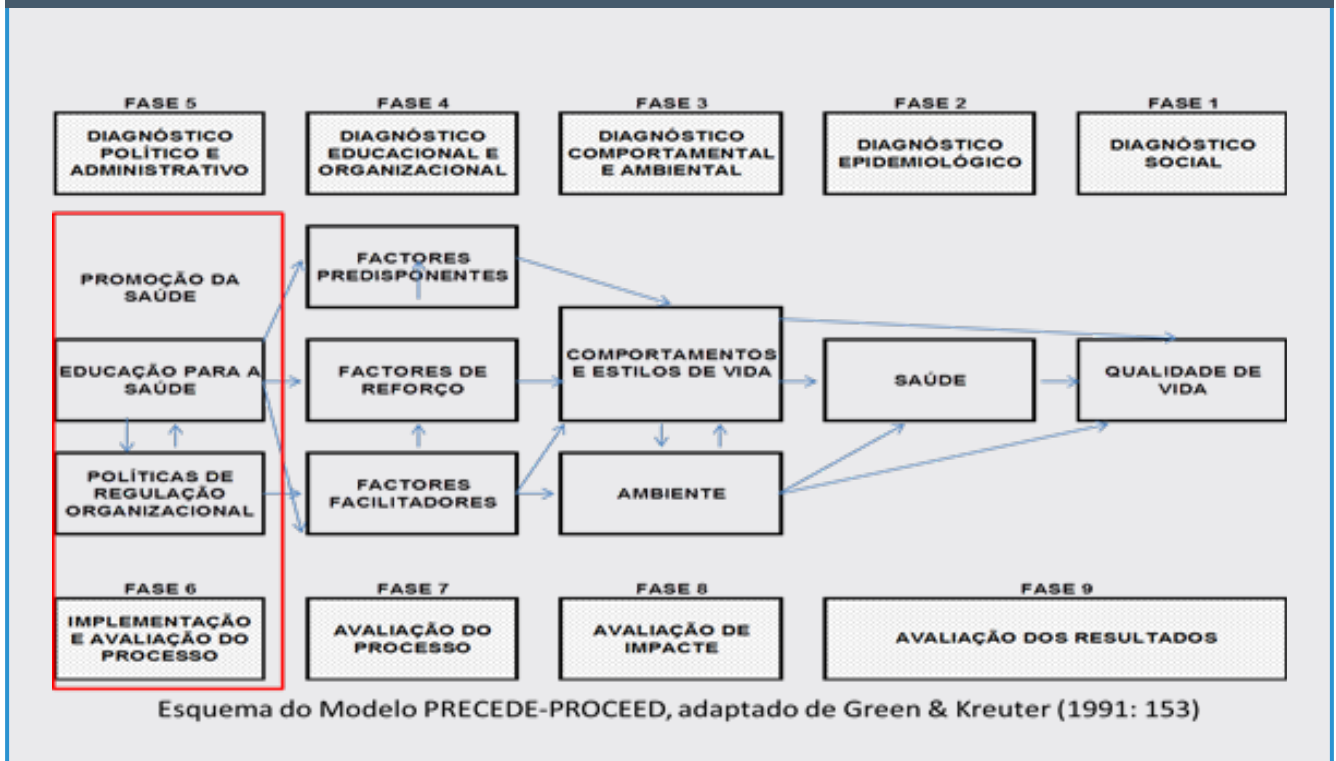 FASE 5
DIAGNÓSTICO
POLÍTICO E
ADMINISTRATIVO
FASE 4
DIAGNÓSTICO
EDUCACIONAL E
ORGANIZACIONAL
FASE 3
DIAGNÓSTICO
COMPORTAMENTAL
E AMBIENTAL
FASE 2
DIAGNÓSTICO
EPIDEMIOLÓGICO
FASE 1
DIAGNÓSTICO
SOCIAL
PROMOÇÃO DA
SAÚDE
EDUCAÇÃO PARA A
SAÚDE
POLÍTICAS DE
REGULAÇÃO
ORGANIZACIONAL
FACTORES
PREDISPONENTES
FACTORES DE
REFORÇO
FACTORES
FACILITADORES
COMPORTAMENTOS
E ESTILOS DE VIDA
AMBIENTE
SAÚDE
QUALIDADE DE
VIDA
FASE 6
IMPLEMENTAÇÃO
E AVALIAÇÃO DO
PROCESSO
FASE 7
AVALIAÇÃO DO
PROCESSO
FASE 8
AVALIAÇÃO DE
IMPACTE
FASE 9
AVALIAÇÃO DOS RESULTADOS
Esquema do Modelo PRECEDE-PROCEED, adaptado de Green & Kreuter (1991: 153)